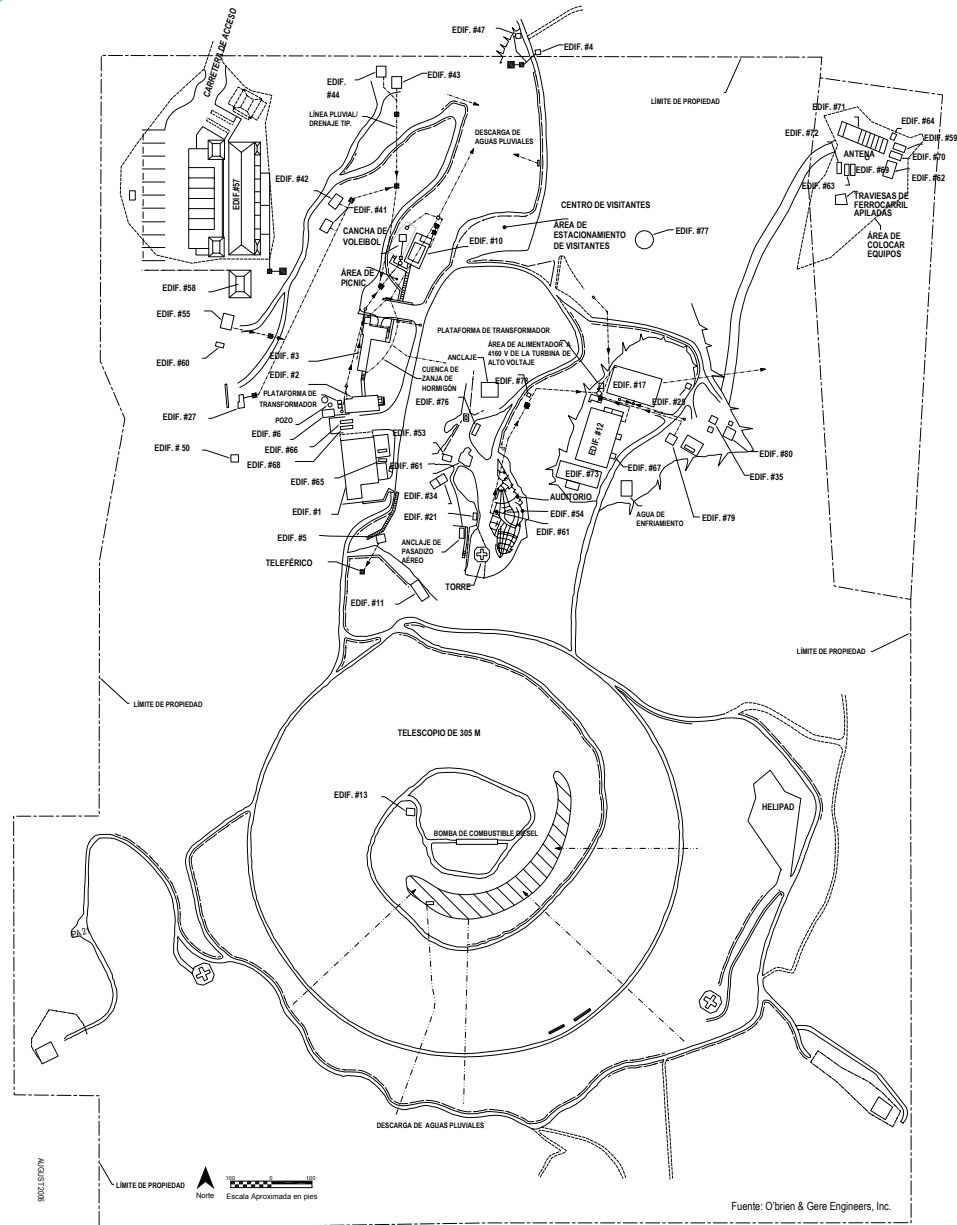 EDIF. #47
EDIF. #4
CARRETERA DE ACCESO
EDIF.
#44
EDIF. #43
LÍMITE DE PROPIEDAD
LÍNEA PLUVIAL/
DRENAJE TIP.
DESCARGA DE
AGUAS PLUVIALES
EDIF. #71
EDIF. #64
EDIF. #72
EDIF. #59
ANTENA
EDIF. #70
EDIF. #69
EDIF. #62
EDIF. #63
TRAVIESAS DE
FERROCARRIL
APILADAS
ÁREA DE
COLOCAR
EQUIPOS
EDIF.#57
EDIF. #42
EDIF. #41
CANCHA DE
VOLEIBOL
EDIF. #10
CENTRO DE VISITANTES
ÁREA DE
ESTACIONAMIENTO
DE VISITANTES
EDIF. #77
ÁREA DE
PICNIC
EDIF. #58
EDIF. #55
EDIF. #60
EDIF. #3
EDIF. #2
PLATAFORMA DE TRANSFORMADOR
ÁREA DE ALIMENTADOR A
4160 V DE LA TURBINA DE
ALTO VOLTAJE
ANCLAJE
CUENCA DE
ZANJA DE
HORMIGÓN
EDIF. #78
EDIF. #17
EDIF. #25
PLATAFORMA DE
TRANSFORMADOR
EDIF. #76
EDIF. #27
POZO
EDIF. #6
EDIF. #66
EDIF. #53
EDIF. #12
EDIF. #80
EDIF. # 50
EDIF. #68
EDIF. #61
EDIF. #73
EDIF. #67
EDIF. #35
EDIF. #65
EDIF. #34
AUDITORIO
EDIF. #1
EDIF. #21
EDIF. #54
AGUA DE
ENFRIAMIENTO
EDIF. #79
EDIF. #5
ANCLAJE DE
PASADIZO
AÉREO
EDIF. #61
TELEFÉRICO
TORRE
EDIF. #11
LÍMITE DE PROPIEDAD
LÍMITE DE PROPIEDAD
TELESCOPIO DE 305 M
EDIF. #13
BOMBA DE COMBUSTIBLE DIESEL
HELIPAD
PA 2
DESCARGA DE AGUAS PLUVIALES
AUGUST 2006
LÍMITE DE PROPIEDAD
Norte
100 0 100
Escala Aproximada en pies
Fuente: O'brien & Gere Engineers, Inc.